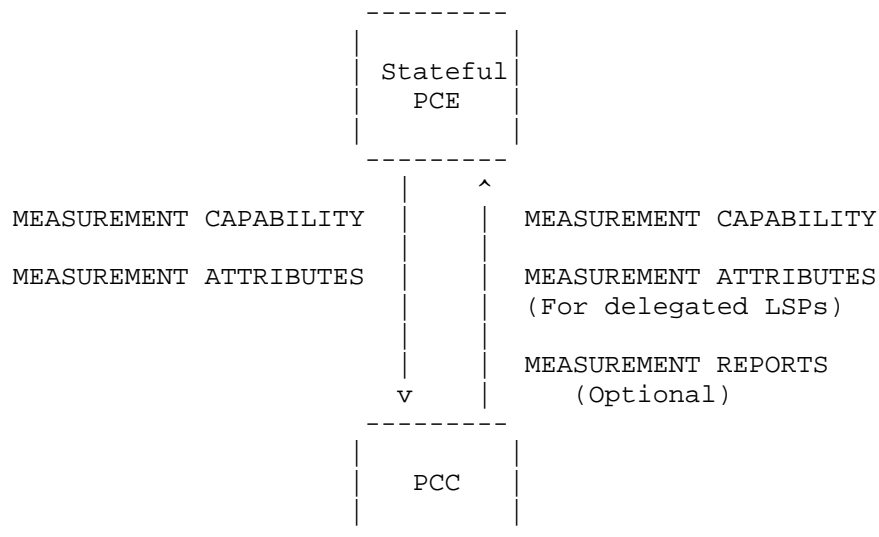 Stateful
PCE
MEASUREMENT CAPABILITY MEASUREMENT CAPABILITY
MEASUREMENT ATTRIBUTES MEASUREMENT ATTRIBUTES
(For delegated LSPs)
MEASUREMENT REPORTS
v (Optional)
PCC